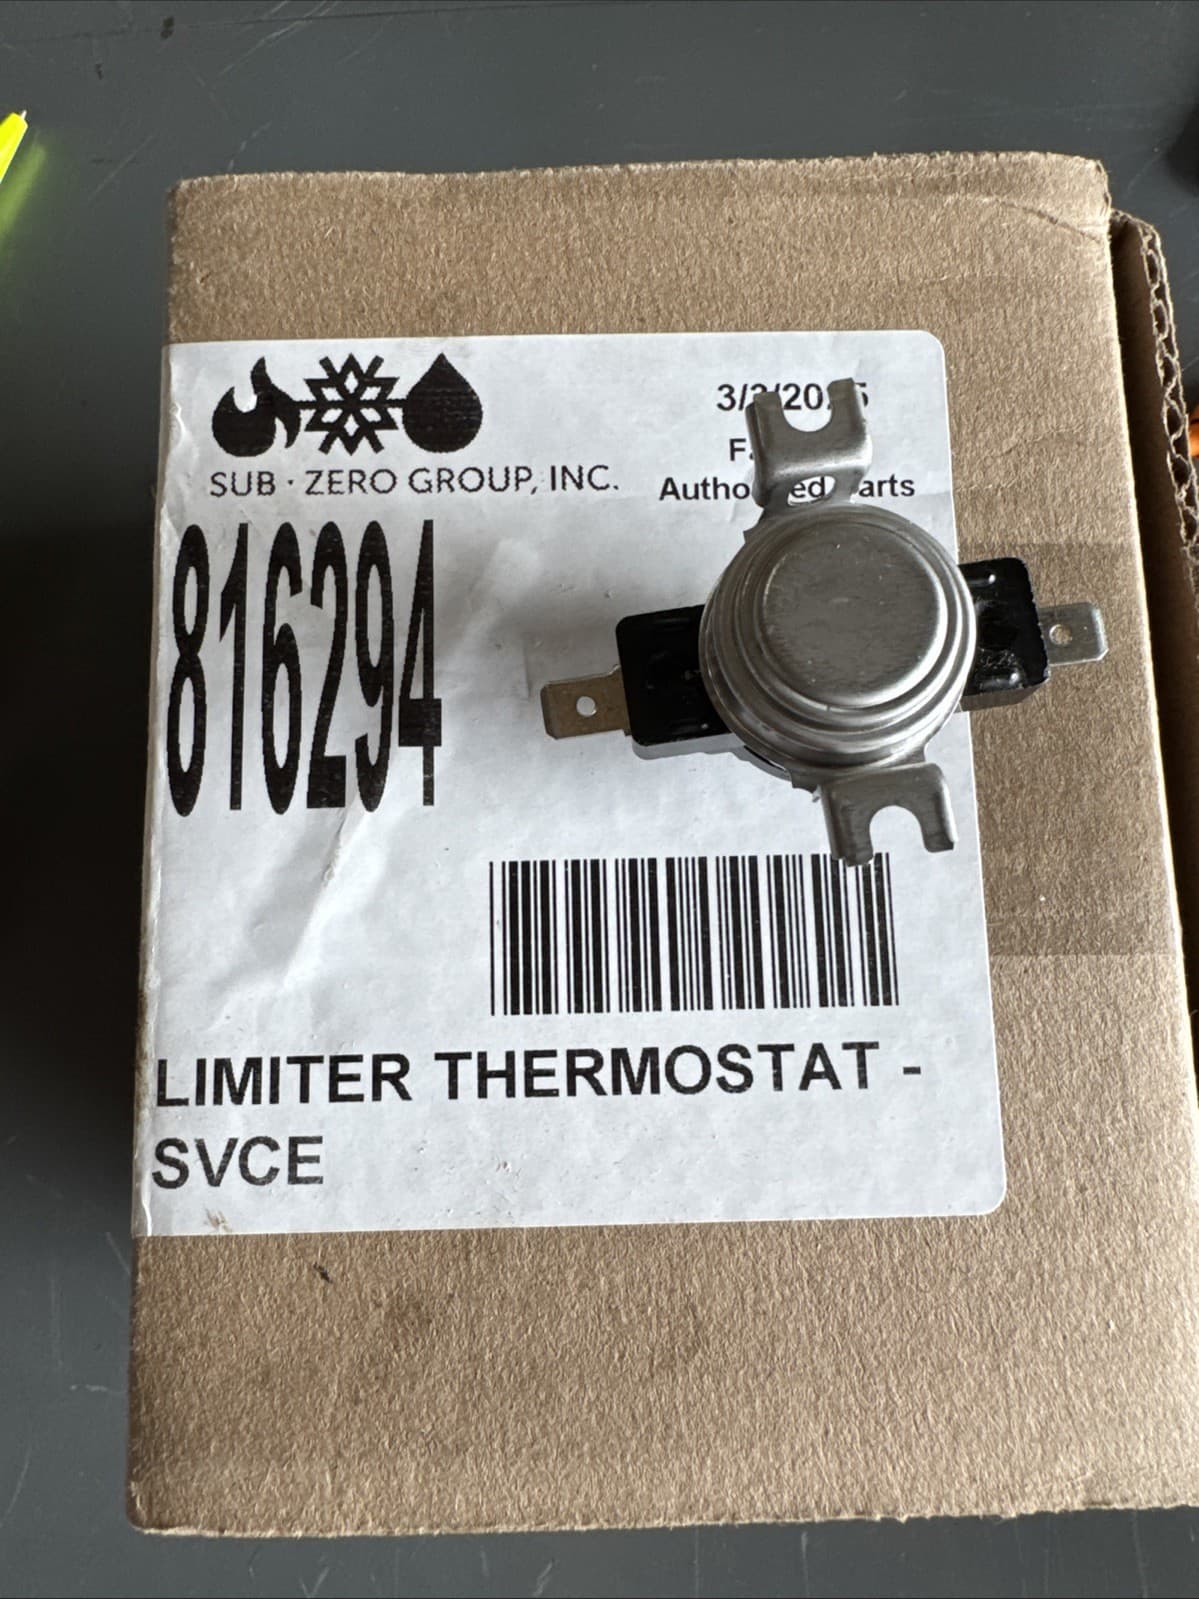 SUB · ZERO GROUP, INC.
816294
LIMITER THERMOSTAT -
SVCE